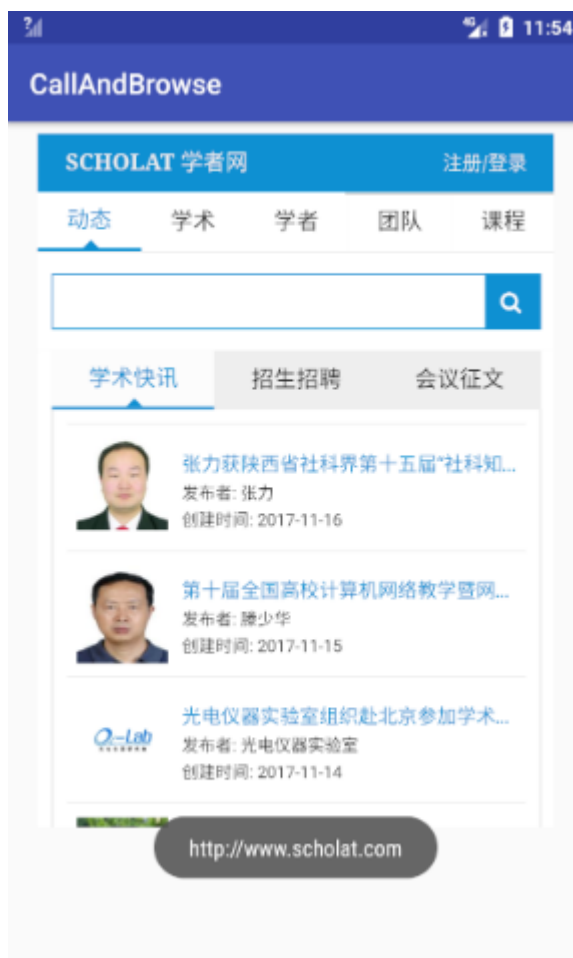 4G 11:54
CallAndBrowse
SCHOLAT 学者网 注册/登录
动态 学术 学者 团队 课程
学术快讯 招生招聘 会议征文
张力获陕西省社科界第十五届“社科知...
发布者: 张力
创建时间: 2017-11-16
第十届全国高校计算机网络教学暨网...
发布者: 滕少华
创建时间: 2017-11-15
光电仪器实验室组织赴北京参加学术...
发布者: 光电仪器实验室
创建时间: 2017-11-14
http://www.scholat.com